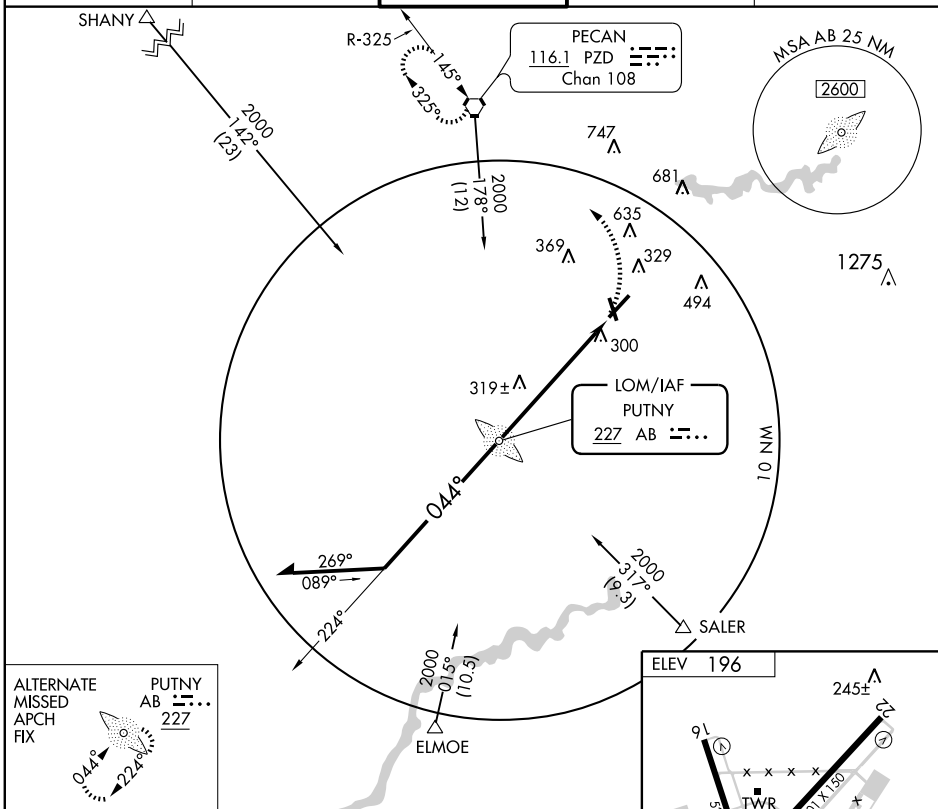 SHANY
2000
142°
(23)
R-325
145°
325°
PECAN
116.1 PZD
Chan 108
MSA AB 25 NM
2600
2000
178°
(12)
747
681
635
369
329
494
1275
300
319±
LOM/IAF
PUTNY
227 AB
10 NM
044°
269°
089°
224°
2000
317°
(9.3)
SALER
2000
015°
(10.5)
ELMOE
ALTERNATE
MISSED
APCH
FIX
PUTNY
AB
227
044°
224°
ELEV 196
245±
16
22
V
V
X X X X
X
TWR
01 X 150
5